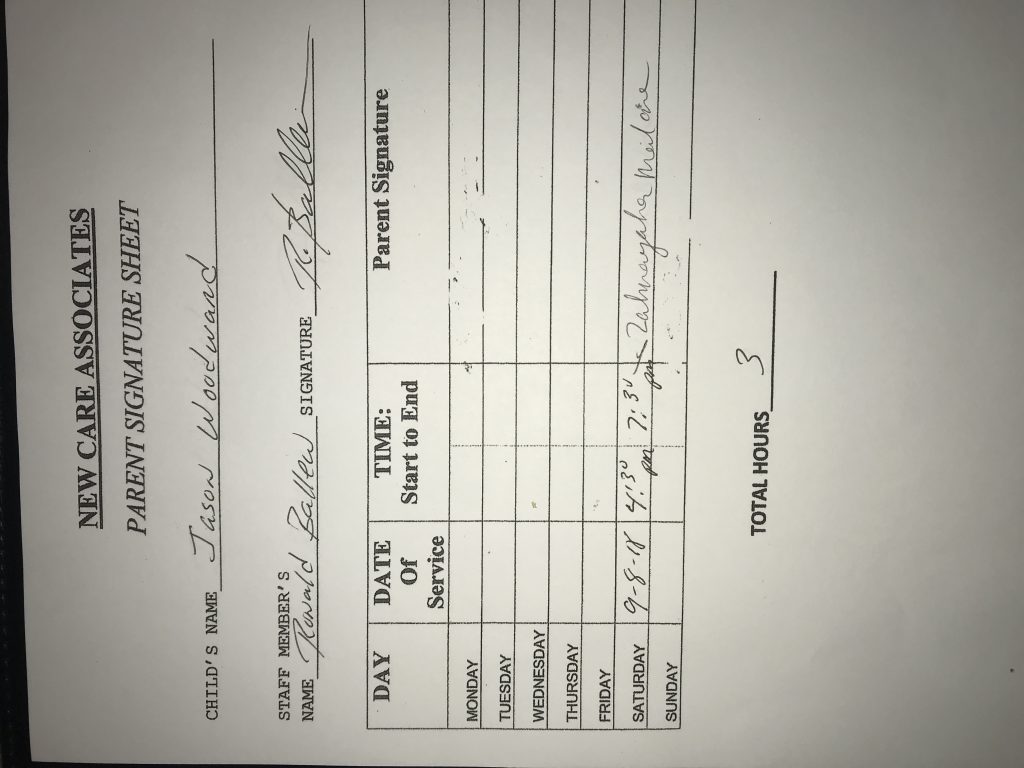 NEW CARE ASSOCIATES
PARENT SIGNATURE SHEET
CHILD'S NAME Jason Woodward
STAFF MEMBER'S
NAME Ronald Ballew SIGNATURE R. Ballew
DAY DATE Of Service TIME: Start to End Parent Signature
MONDAY
TUESDAY
WEDNESDAY
THURSDAY
FRIDAY
SATURDAY 9-8-18 4:30 pm 7:30 pm
SUNDAY
TOTAL HOURS 3